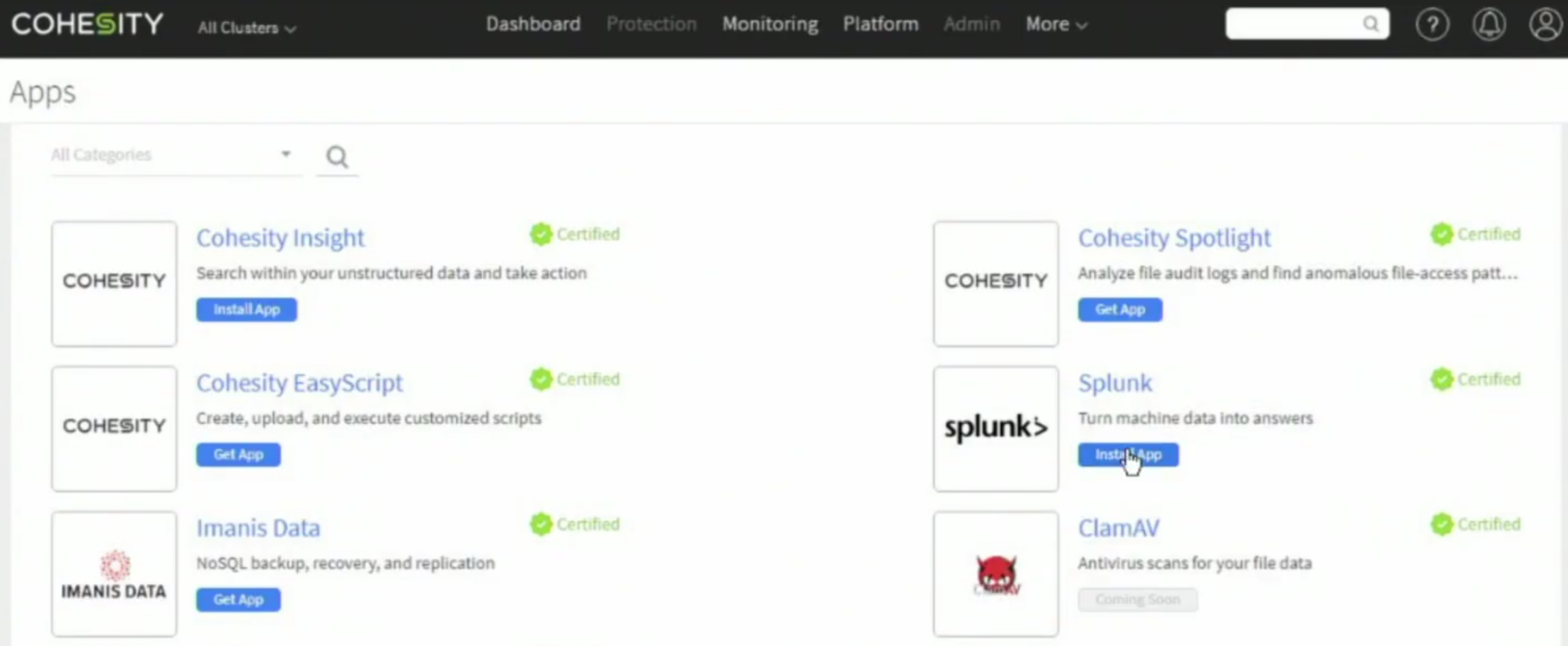 COHESITY All Clusters Dashboard Protection Monitoring Platform Admin More ?
Apps
All Categories
COHESITY
Cohesity Insight Certified
Search within your unstructured data and take action
Install App
COHESITY
Cohesity Spotlight Certified
Analyze file audit logs and find anomalous file-access patt...
Get App
COHESITY
Cohesity EasyScript Certified
Create, upload, and execute customized scripts
Get App
splunk>
Splunk Certified
Turn machine data into answers
Install App
IMANIS DATA
Imanis Data Certified
NoSQL backup, recovery, and replication
Get App
ClamAV
ClamAV Certified
Antivirus scans for your file data
Coming Soon